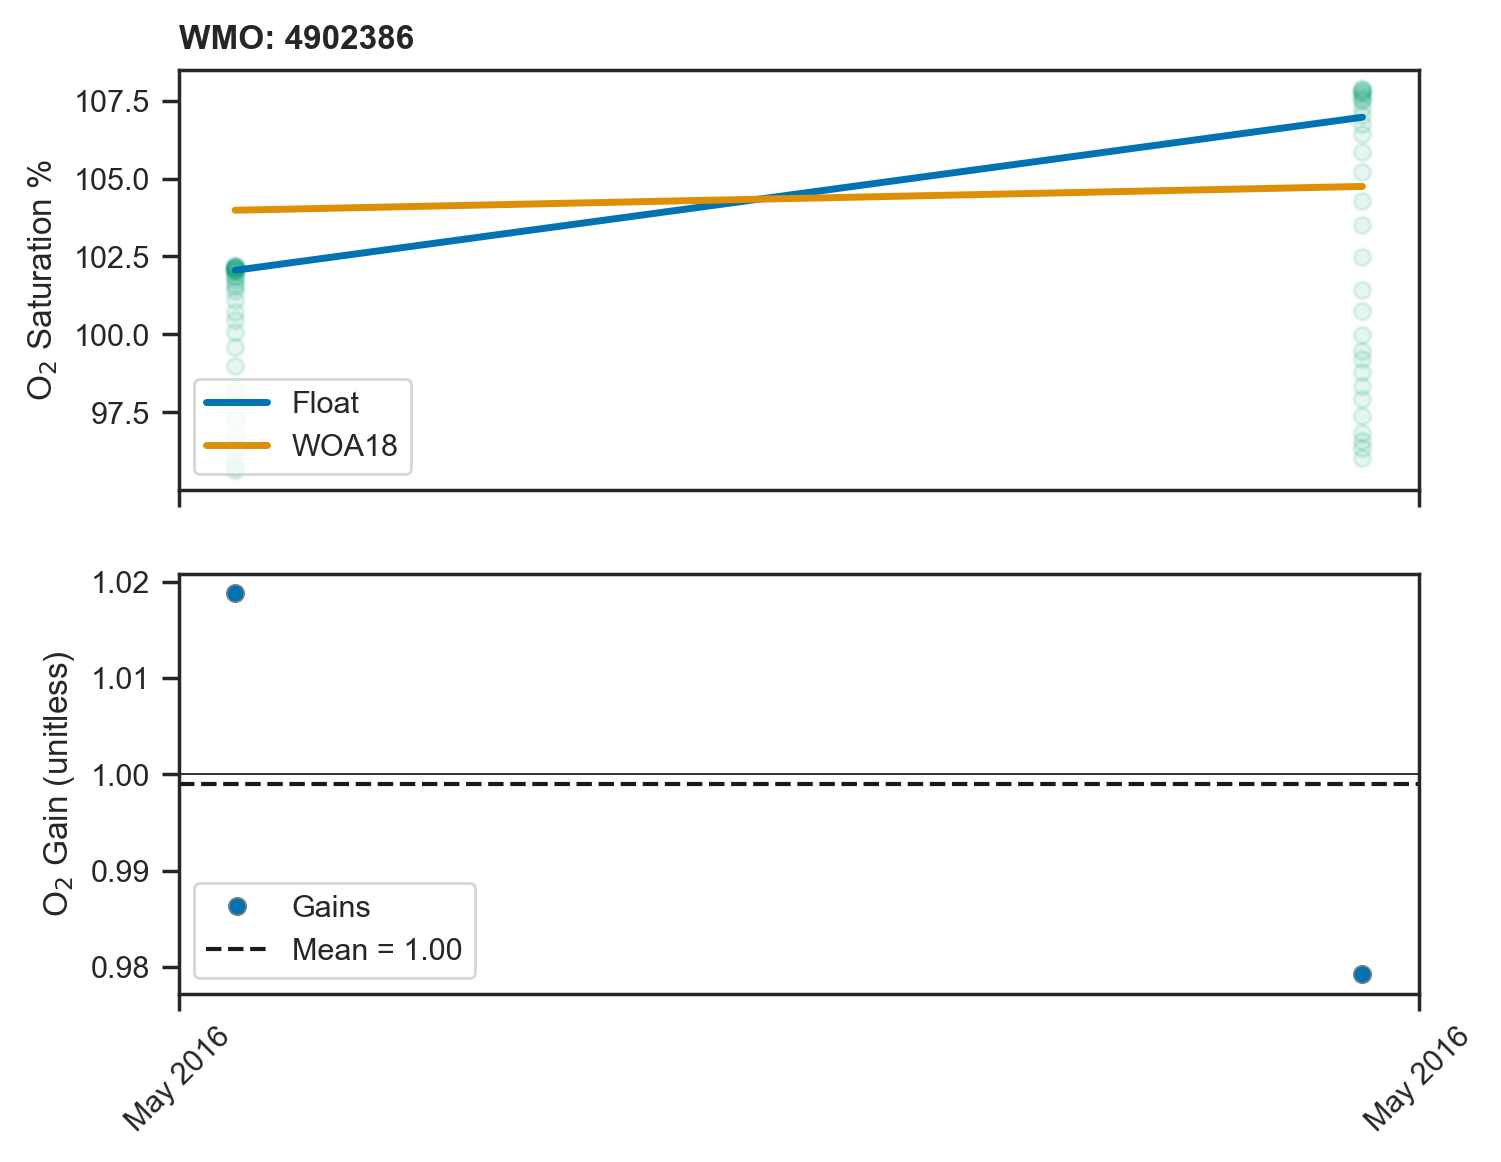 WMO: 4902386
O₂ Saturation %
107.5
105.0
102.5
100.0
97.5
Float
WOA18
O₂ Gain (unitless)
1.02
1.01
1.00
0.99
0.98
Gains
Mean = 1.00
May 2016
May 2016